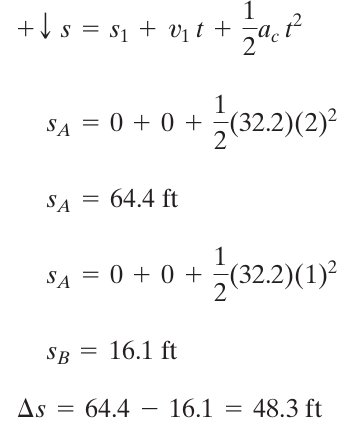 +↓ s = s₁ + v₁ t + 1/2 a_c t²
s_A = 0 + 0 + 1/2 (32.2)(2)²
s_A = 64.4 ft
s_A = 0 + 0 + 1/2 (32.2)(1)²
s_B = 16.1 ft
Δs = 64.4 − 16.1 = 48.3 ft